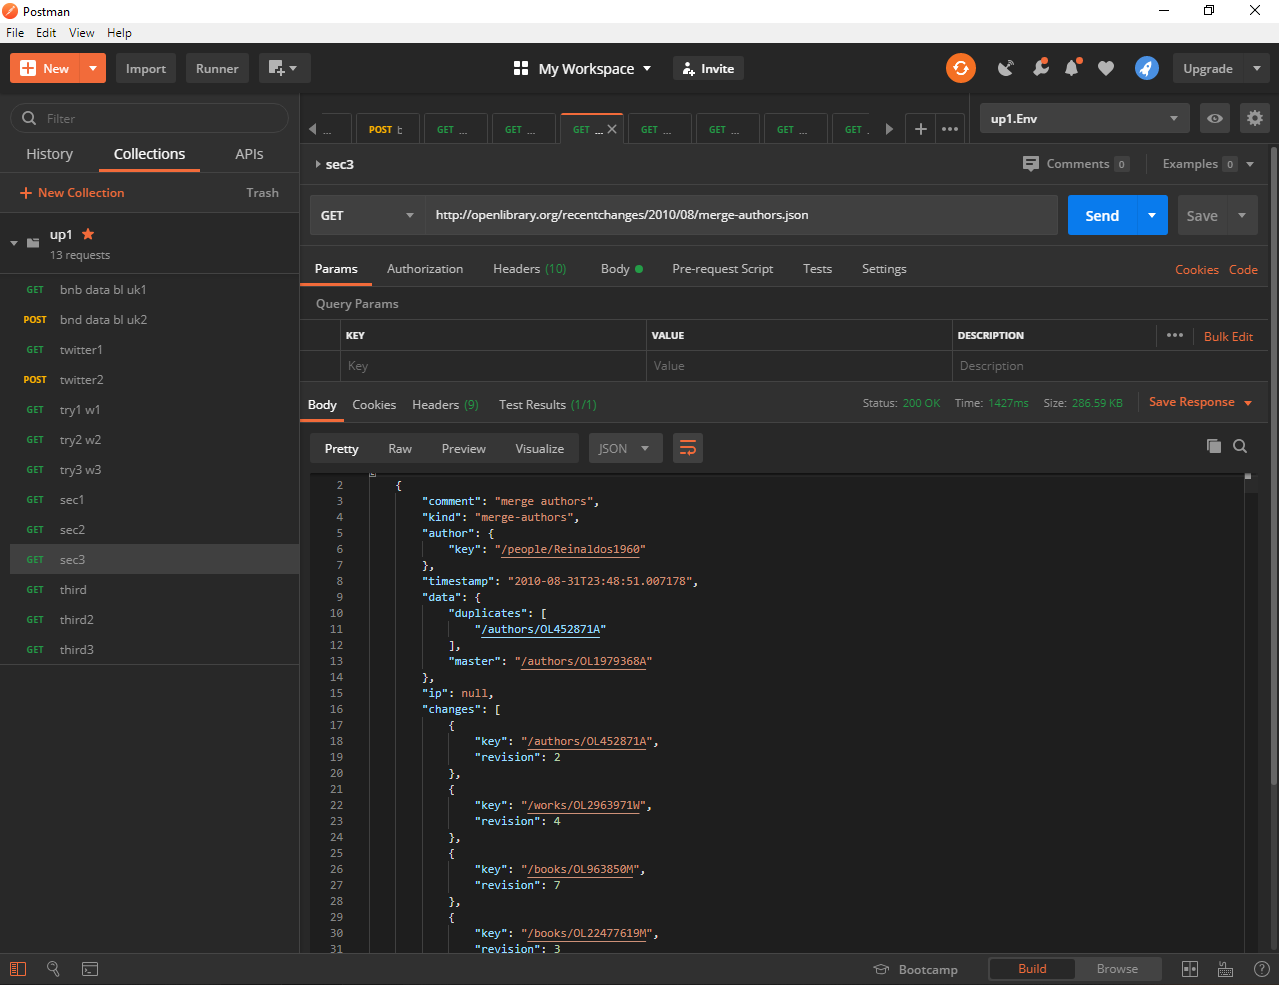 Postman
File Edit View Help
New Import Runner My Workspace Invite Upgrade
Filter
History Collections APIs
New Collection Trash
up1
13 requests
GET bnb data bl uk1
POST bnd data bl uk2
GET twitter1
POST twitter2
GET try1 w1
GET try2 w2
GET try3 w3
GET sec1
GET sec2
GET sec3
GET third
GET third2
GET third3
... POST GET ... GET ... GET ... GET ... GET ... GET ... GET . up1.Env
sec3 Comments 0 Examples 0
GET http://openlibrary.org/recentchanges/2010/08/merge-authors.json Send Save
Params Authorization Headers (10) Body Pre-request Script Tests Settings Cookies Code
Query Params
KEY VALUE DESCRIPTION ••• Bulk Edit
Key Value Description
Body Cookies Headers (9) Test Results (1/1) Status: 200 OK Time: 1427ms Size: 286.59 KB Save Response
Pretty Raw Preview Visualize JSON
2 {
3 "comment": "merge authors",
4 "kind": "merge-authors",
5 "author": {
6 "key": "/people/Reinaldos1960"
7 },
8 "timestamp": "2010-08-31T23:48:51.007178",
9 "data": {
10 "duplicates": [
11 "/authors/OL452871A"
12 ],
13 "master": "/authors/OL1979368A"
14 },
15 "ip": null,
16 "changes": [
17 {
18 "key": "/authors/OL452871A",
19 "revision": 2
20 },
21 {
22 "key": "/works/OL2963971W",
23 "revision": 4
24 },
25 {
26 "key": "/books/OL963850M",
27 "revision": 7
28 },
29 {
30 "key": "/books/OL22477619M",
31 "revision": 3
Bootcamp Build Browse